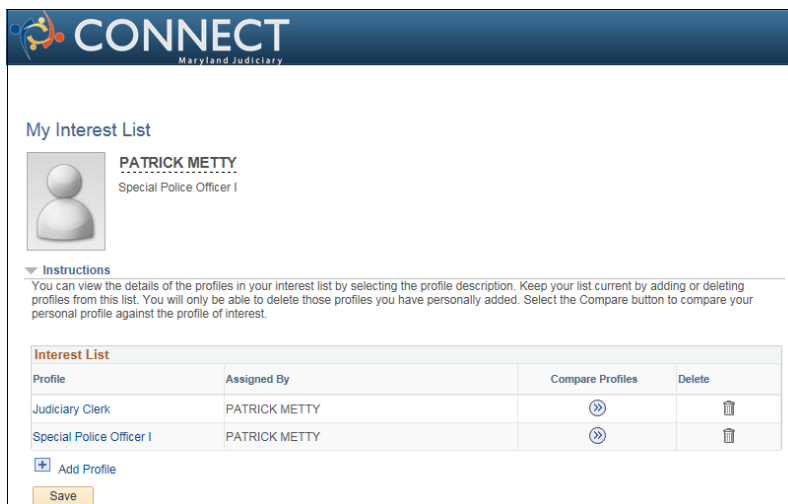 CONNECT
Maryland Judiciary
My Interest List
PATRICK METTY
Special Police Officer I
Instructions
You can view the details of the profiles in your interest list by selecting the profile description. Keep your list current by adding or deleting
profiles from this list. You will only be able to delete those profiles you have personally added. Select the Compare button to compare your
personal profile against the profile of interest.
Interest List
Profile Assigned By Compare Profiles Delete
Judiciary Clerk PATRICK METTY
Special Police Officer I PATRICK METTY
Add Profile
Save